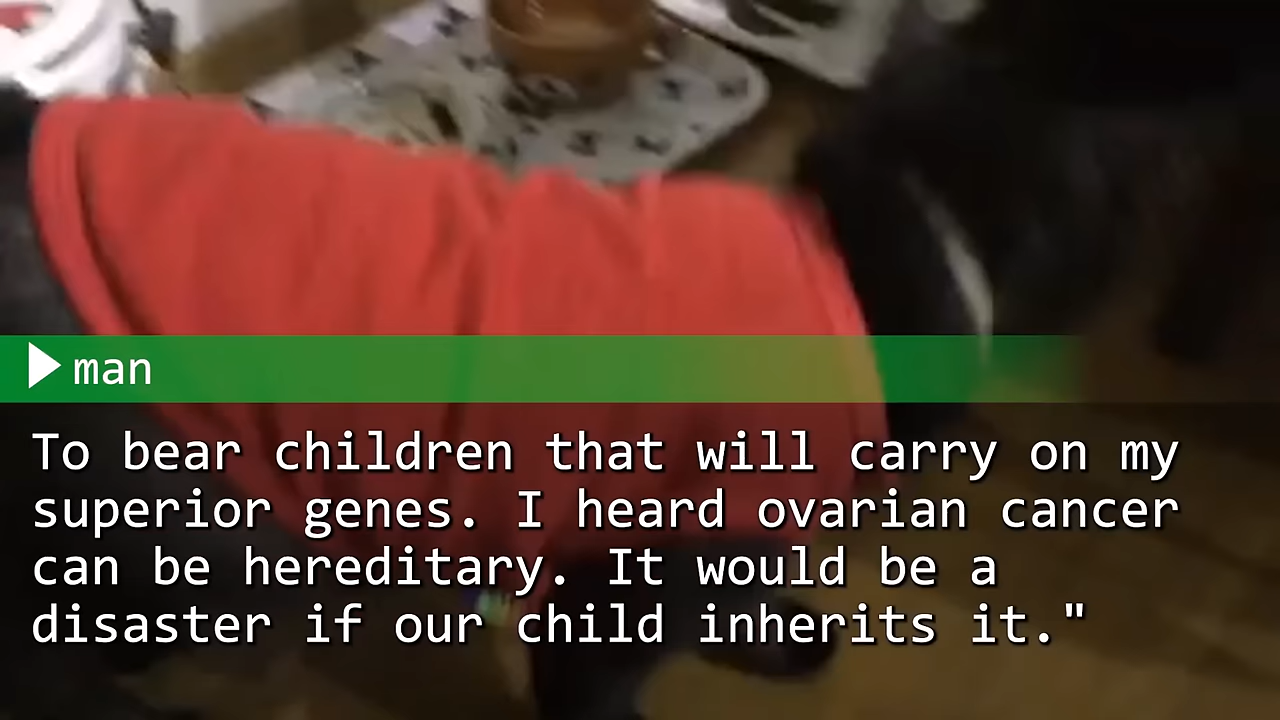 man
To bear children that will carry on my
superior genes. I heard ovarian cancer
can be hereditary. It would be a
disaster if our child inherits it."